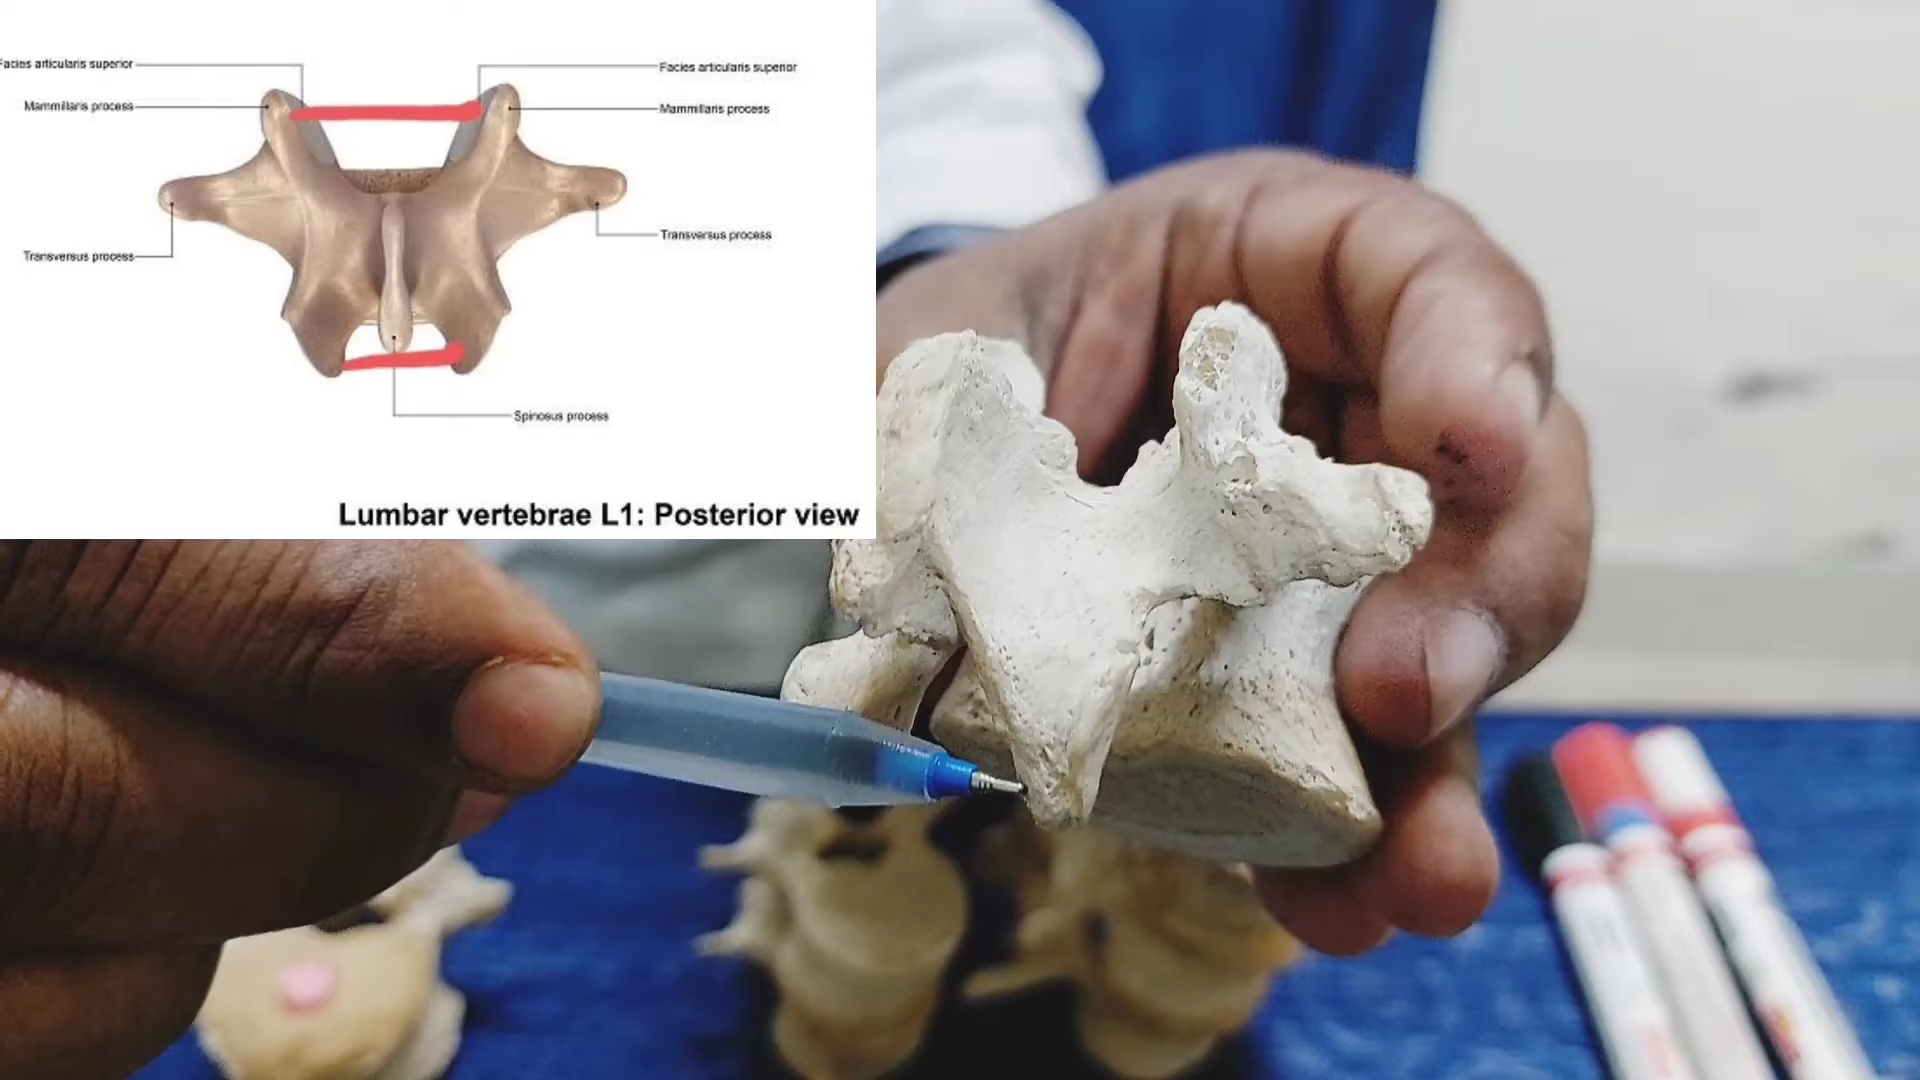 Facies articularis superior
Facies articularis superior
Mammillaris process
Mammillaris process
Transversus process
Transversus process
Spinosus process
Lumbar vertebrae L1: Posterior view